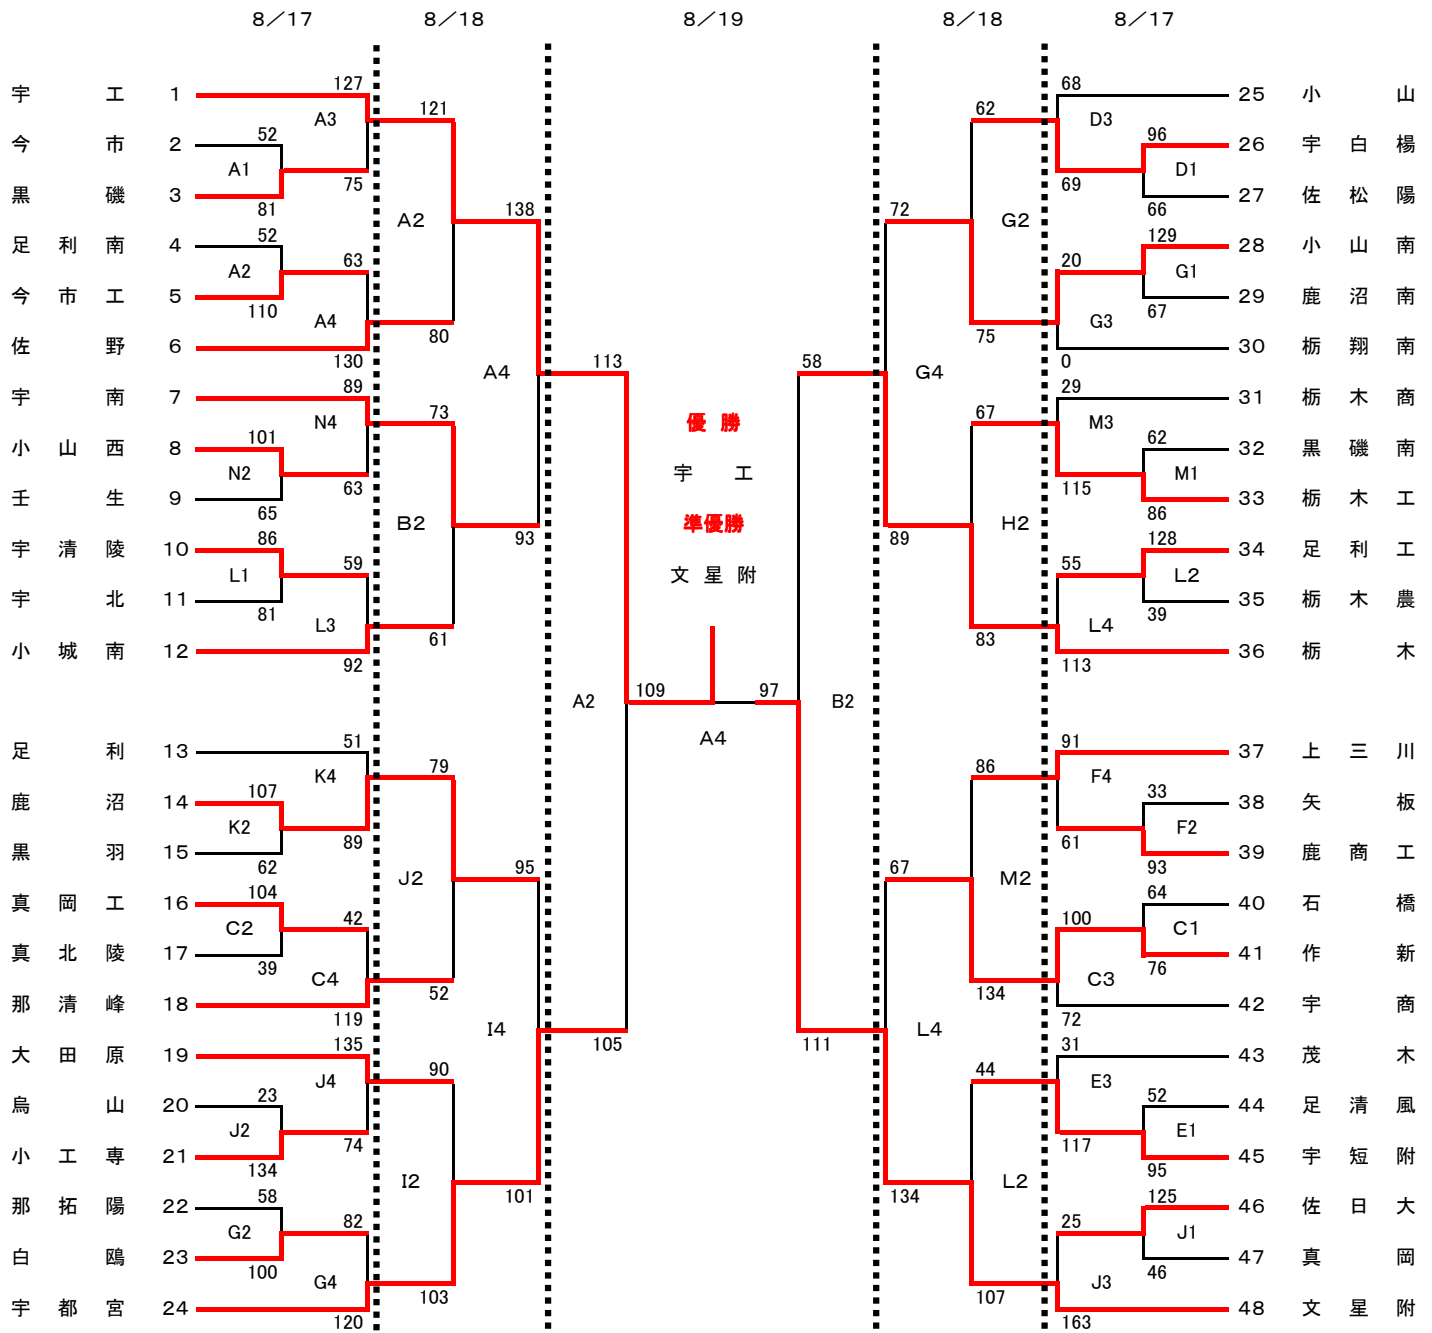 8／17 8／18 8／19 8／18 8／17
127 68
宇工 1 121 62 25 小山
A3 D3
52 96
今市 2 26 宇白楊
A1 D1
75 69
黒磯 3 27 佐松陽
81 138 72 66
A2 G2
52 129
足利南 4 28 小山南
63 20
A2 G1
今市工 5 29 鹿沼南
110 67
A4 G3
80 75
佐野 6 30 栃翔南
130 113 58 0
A4 G4
89 29
宇南 7 31 栃木商
73 67
N4 優勝 M3
101 62
小山西 8 32 黒磯南
N2 宇工 M1
63 115
壬生 9 33 栃木工
65 86
B2 準優勝 H2
86 93 89 128
宇清陵 10 34 足利工
59 55
L1 文星附 L2
宇北 11 35 栃木農
81 39
L3 L4
61 83
小城南 12 36 栃木
92 113
109 97
A2 B2
A4
51 91
足利 13 37 上三川
79 86
K4 F4
107 33
鹿沼 14 38 矢板
K2 F2
89 61
黒羽 15 39 鹿商工
62 95 67 93
J2 M2
104 64
真岡工 16 40 石橋
42 100
C2 C1
真北陵 17 41 作新
39 76
C4 C3
52 134
那清峰 18 42 宇商
119 72
I4 L4
135 105 111 31
大田原 19 43 茂木
90 44
J4 E3
23 52
烏山 20 44 足清風
J2 E1
74 117
小工専 21 45 宇短附
134 95
I2 L2
58 101 134 125
那拓陽 22 46 佐日大
82 25
G2 J1
白鴎 23 47 真岡
100 46
G4 J3
103 107
宇都宮 24 48 文星附
120 163